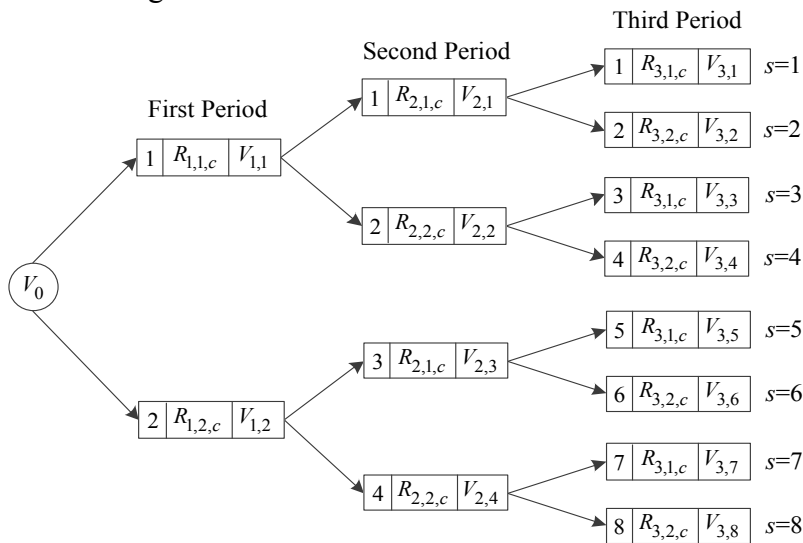 Third Period
Second Period
First Period
1 R3,1,c V3,1 s=1
1 R2,1,c V2,1
2 R3,2,c V3,2 s=2
1 R1,1,c V1,1
3 R3,1,c V3,3 s=3
2 R2,2,c V2,2
4 R3,2,c V3,4 s=4
V0
5 R3,1,c V3,5 s=5
3 R2,1,c V2,3
6 R3,2,c V3,6 s=6
2 R1,2,c V1,2
7 R3,1,c V3,7 s=7
4 R2,2,c V2,4
8 R3,2,c V3,8 s=8